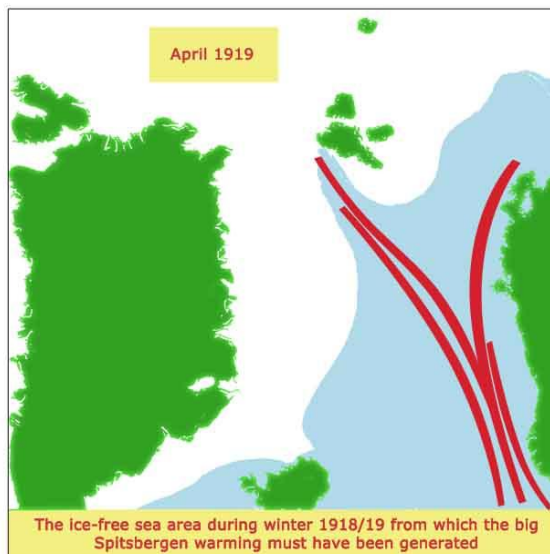 April 1919
The ice-free sea area during winter 1918/19 from which the big
Spitsbergen warming must have been generated